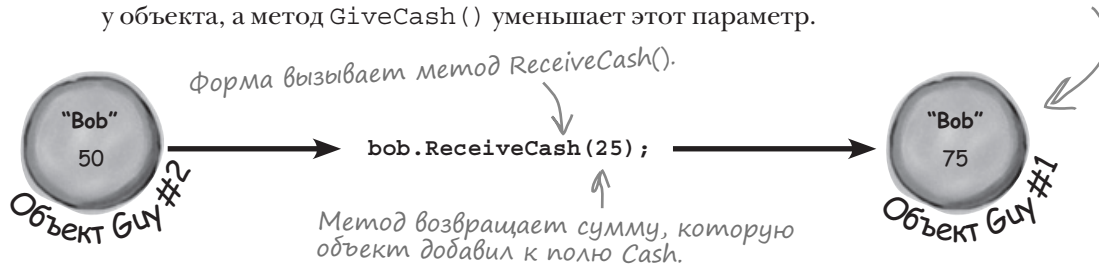 у объекта, а метод GiveCash() уменьшает этот параметр.
Форма вызывает метод ReceiveCash().
"Bob"
50
Объект Guy #2
bob.ReceiveCash(25);
"Bob"
75
Объект Guy #1
Метод возвращает сумму, которую
объект добавил к полю Cash.